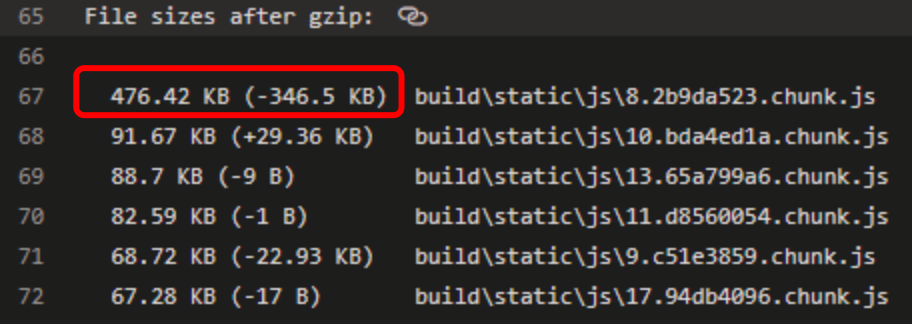 65 File sizes after gzip:
66
67 476.42 KB (-346.5 KB) build\static\js\8.2b9da523.chunk.js
68 91.67 KB (+29.36 KB) build\static\js\10.bda4ed1a.chunk.js
69 88.7 KB (-9 B) build\static\js\13.65a799a6.chunk.js
70 82.59 KB (-1 B) build\static\js\11.d8560054.chunk.js
71 68.72 KB (-22.93 KB) build\static\js\9.c51e3859.chunk.js
72 67.28 KB (-17 B) build\static\js\17.94db4096.chunk.js